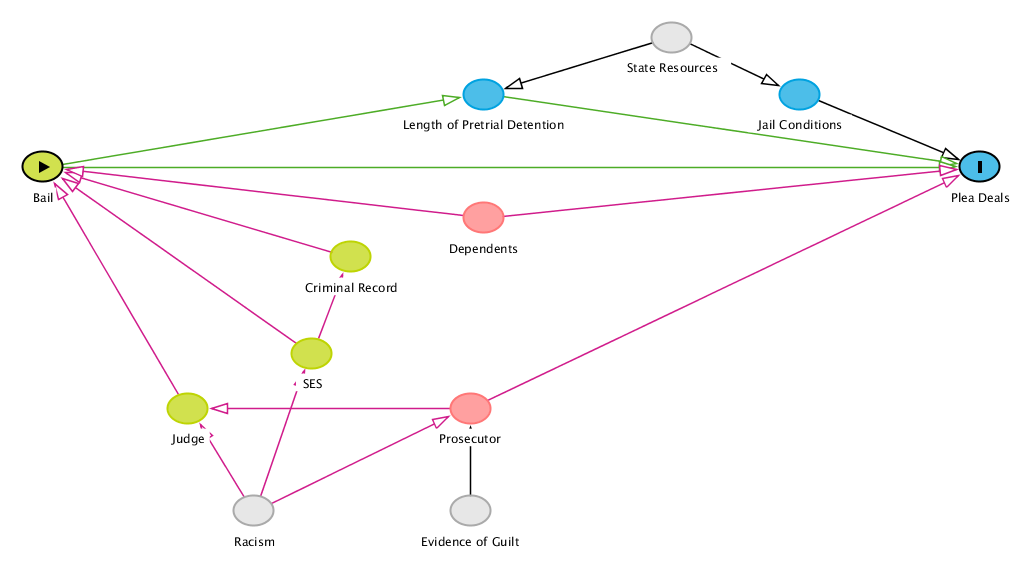 State Resources
Length of Pretrial Detention
Jail Conditions
Bail
Plea Deals
Dependents
Criminal Record
SES
Judge
Prosecutor
Racism
Evidence of Guilt